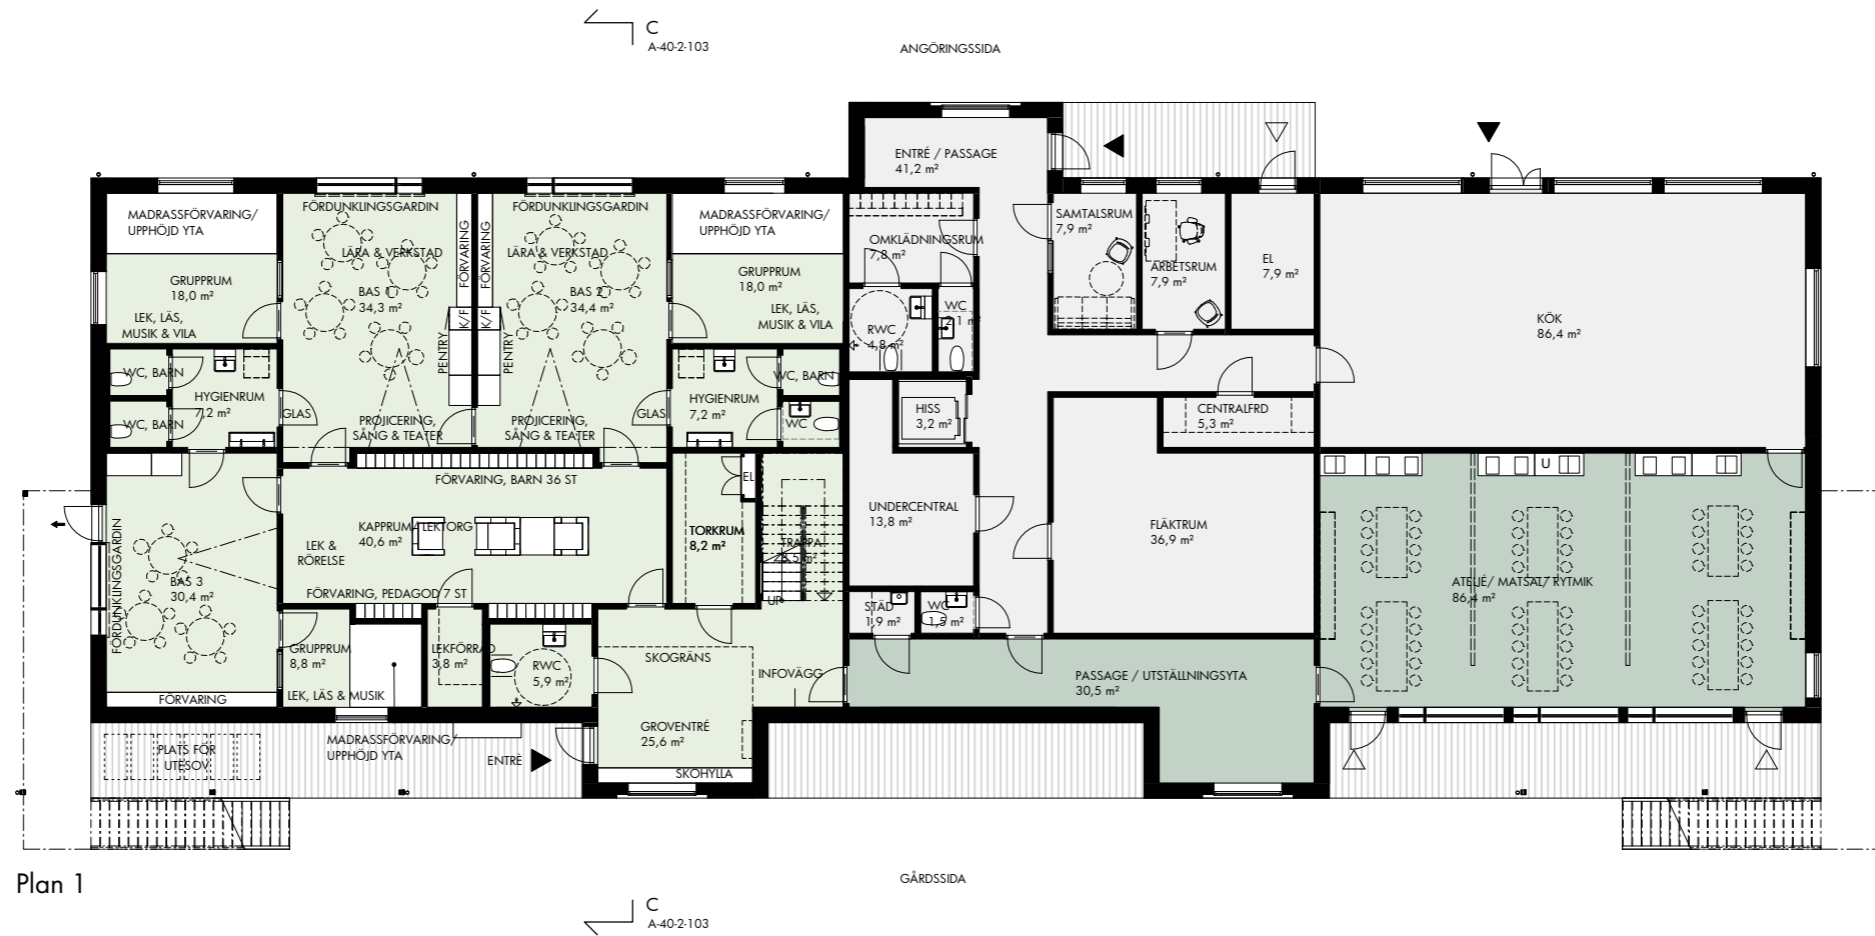 C
A-40-2-103
ANGÖRINGSSIDA
ENTRÉ / PASSAGE
41,2 m²
MADRASSFÖRVARING/
UPPHÖJD YTA
GRUPPRUM
18,0 m²
LEK, LÄS,
MUSIK & VILA
FÖRDUNKLINGSGARDIN
LÄRA & VERKSTAD
BAS 1
34,3 m²
PROJICERING,
SÅNG & TEATER
FÖRVARING
K/F
PENTRY
FÖRVARING
K/F
PENTRY
FÖRDUNKLINGSGARDIN
LÄRA & VERKSTAD
BAS 2
34,4 m²
PROJICERING,
SÅNG & TEATER
MADRASSFÖRVARING/
UPPHÖJD YTA
GRUPPRUM
18,0 m²
LEK, LÄS,
MUSIK & VILA
OMKLÄDNINGSRUM
7,8 m²
RWC
4,8 m²
WC
2,1 m²
SAMTALSRUM
7,9 m²
ARBETSRUM
7,9 m²
EL
7,9 m²
KÖK
86,4 m²
WC, BARN
WC, BARN
HYGIENRUM
7,2 m²
GLAS
GLAS
HYGIENRUM
7,2 m²
WC, BARN
WC
HISS
3,2 m²
CENTRALFRD
5,3 m²
FÖRVARING, BARN 36 ST
KAPPRUM/LEKTORG
40,6 m²
LEK &
RÖRELSE
FÖRVARING, PEDAGOD 7 ST
EL
TORKRUM
8,2 m²
TRAPPA
UP
UNDERCENTRAL
13,8 m²
FLÄKTRUM
36,9 m²
U
ATELJÉ/ MATSAL/ RYTMIK
86,4 m²
FÖRDUNKLINGSGARDIN
BAS 3
30,4 m²
FÖRVARING
GRUPPRUM
8,8 m²
LEK, LÄS & MUSIK
LEKFÖRRÅD
3,8 m²
RWC
5,9 m²
SKOGRÄNS
INFOVÄGG
STÄD
1,9 m²
WC
1,5 m²
PASSAGE / UTSTÄLLNINGSYTA
30,5 m²
GROVENTRÉ
25,6 m²
SKOHYLLA
PLATS FÖR
UTESOV
MADRASSFÖRVARING/
UPPHÖJD YTA
ENTRÈ
Plan 1
GÅRDSSIDA
C
A-40-2-103